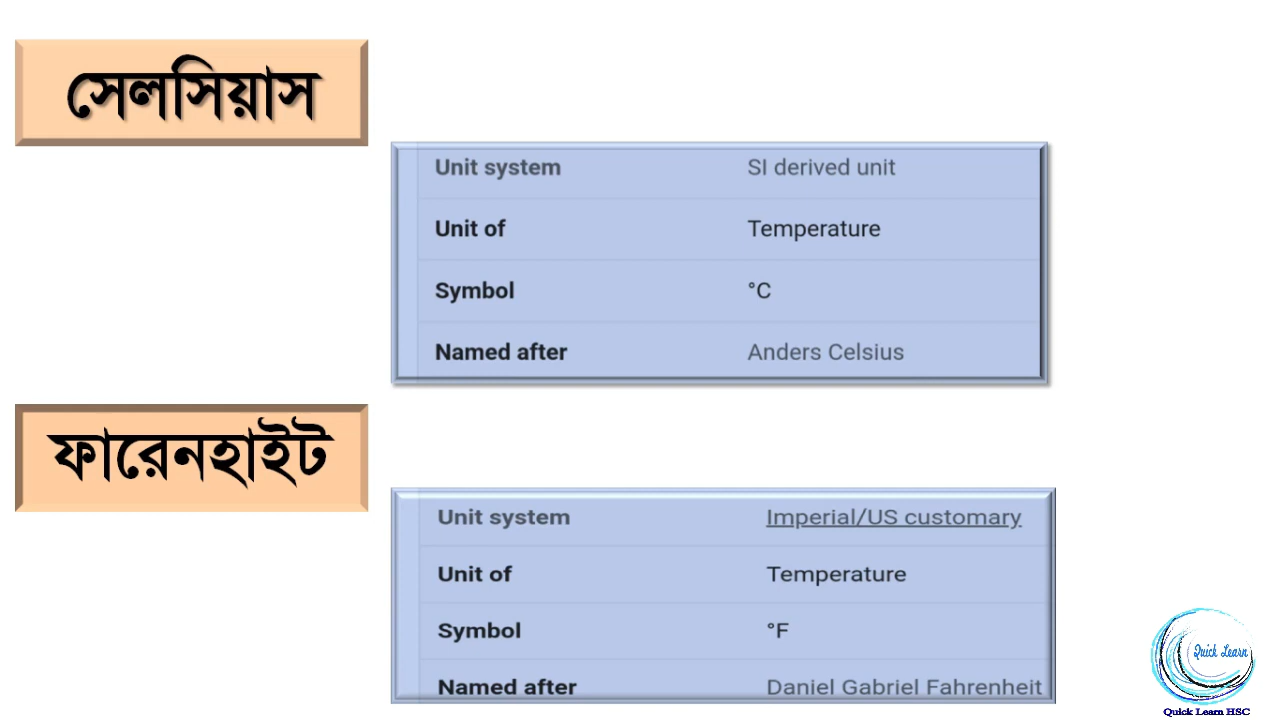 সেলসিয়াস
Unit system SI derived unit
Unit of Temperature
Symbol °C
Named after Anders Celsius
ফারেনহাইট
Unit system Imperial/US customary
Unit of Temperature
Symbol °F
Named after Daniel Gabriel Fahrenheit
Quick Learn
Quick Learn HSC